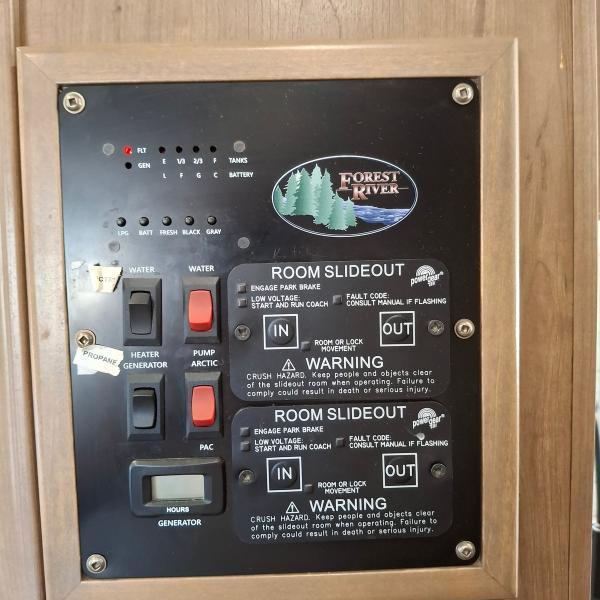 FLT E 1/3 2/3 F TANKS
GEN L F G C BATTERY
FOREST
RIVER
LPG BATT FRESH BLACK GRAY
WATER WATER
HEATER PUMP
PROPANE
GENERATOR ARCTIC
PAC
HOURS
GENERATOR
ROOM SLIDEOUT
powergear®
ENGAGE PARK BRAKE
LOW VOLTAGE: FAULT CODE:
START AND RUN COACH CONSULT MANUAL IF FLASHING
IN OUT
ROOM OR LOCK
MOVEMENT
WARNING
CRUSH HAZARD. Keep people and objects clear
of the slideout room when operating. Failure to
comply could result in death or serious injury.
ROOM SLIDEOUT
powergear®
ENGAGE PARK BRAKE
LOW VOLTAGE: FAULT CODE:
START AND RUN COACH CONSULT MANUAL IF FLASHING
IN OUT
ROOM OR LOCK
MOVEMENT
WARNING
CRUSH HAZARD. Keep people and objects clear
of the slideout room when operating. Failure to
comply could result in death or serious injury.